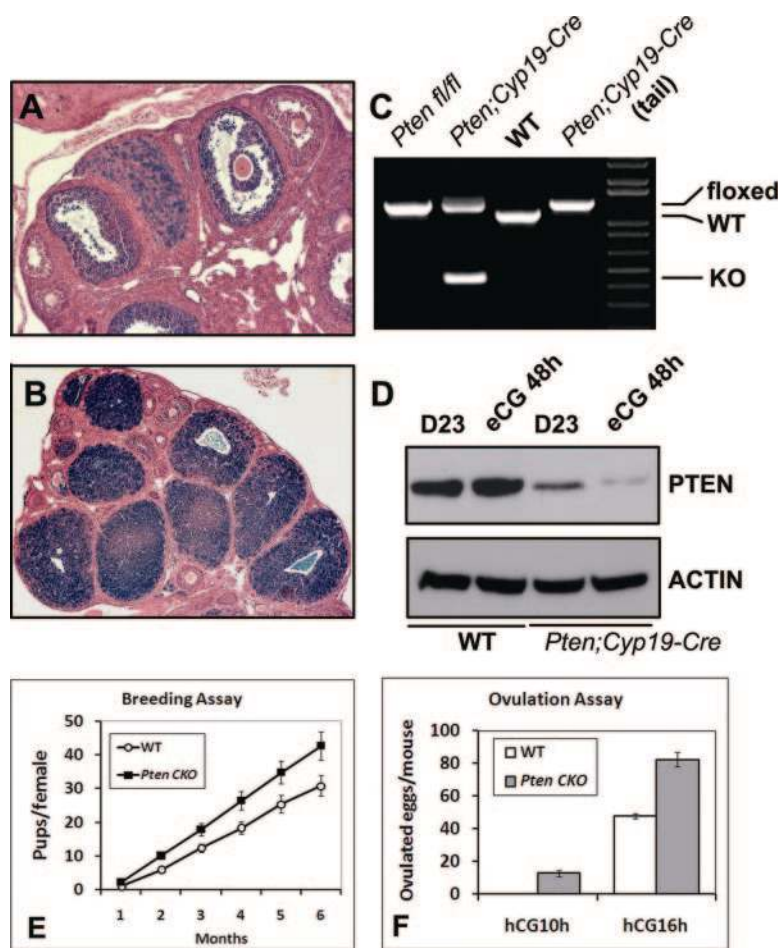 A
B
C
Pten fl/fl
Pten;Cyp19-Cre
WT
Pten;Cyp19-Cre
(tail)
floxed
WT
KO
D
D23
eCG 48h
D23
eCG 48h
PTEN
ACTIN
WT
Pten;Cyp19-Cre
Breeding Assay
50
40
30
20
10
0
Pups/female
WT
Pten CKO
1 2 3 4 5 6
Months
E
Ovulation Assay
100
80
60
40
20
0
Ovulated eggs/mouse
WT
Pten CKO
hCG10h hCG16h
F